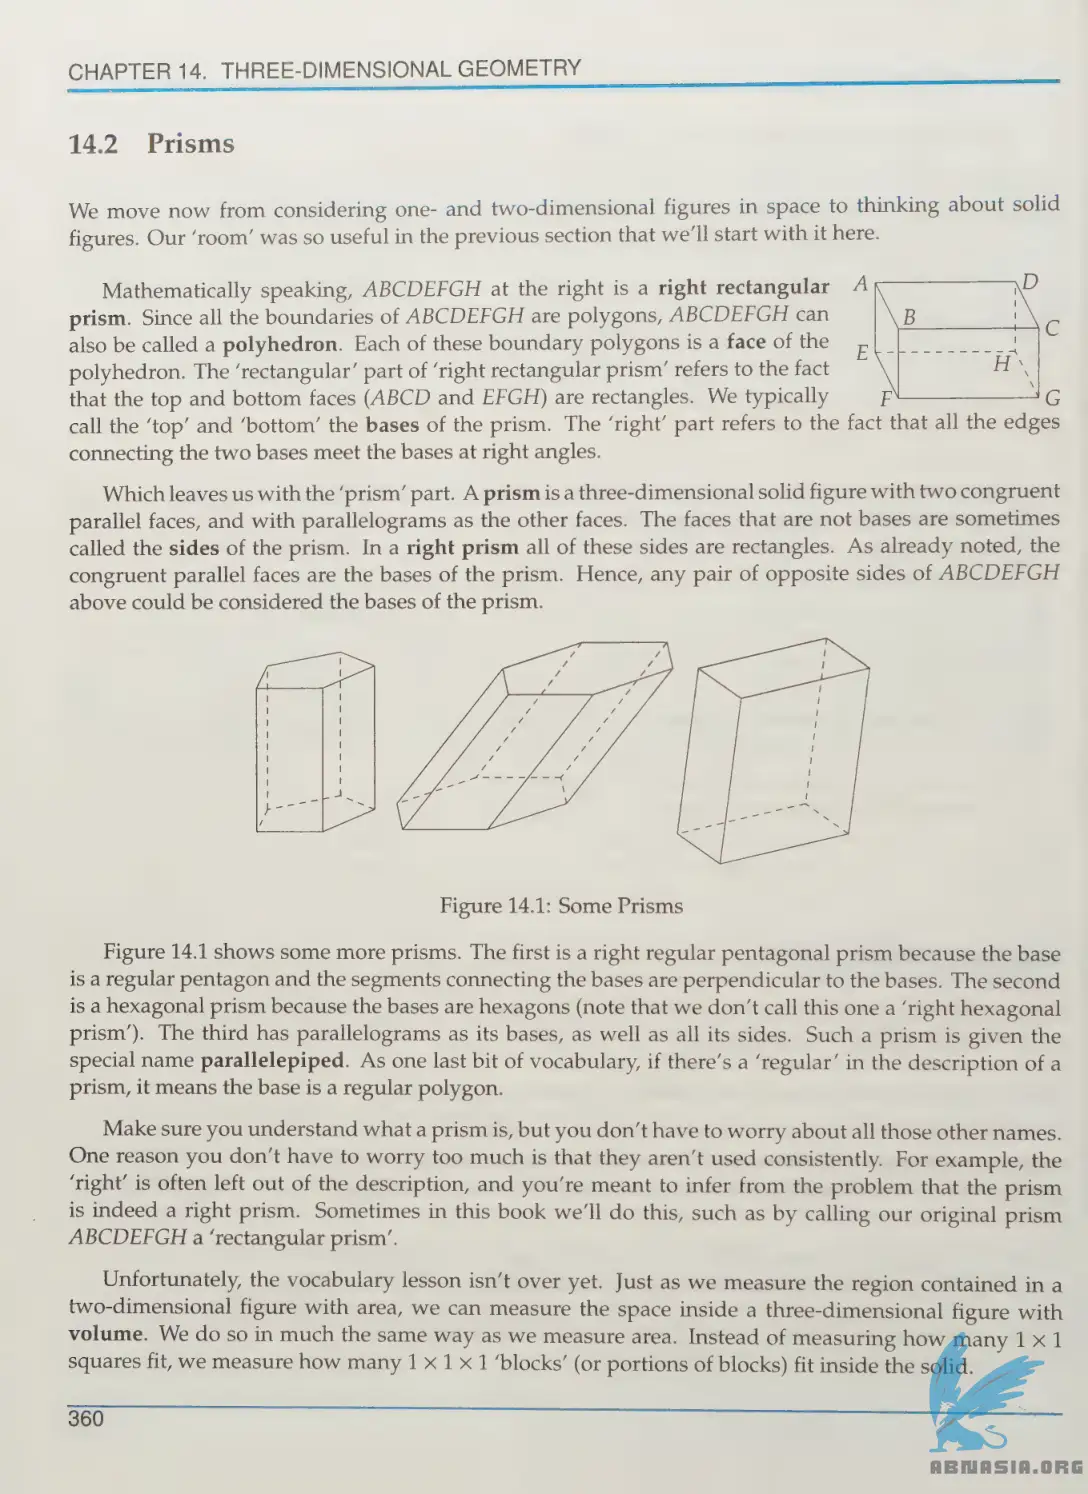 CHAPTER 14. THREE-DIMENSIONAL GEOMETRY
14.2 Prisms
We move now from considering one- and two-dimensional figures in space to thinking about solid
figures. Our 'room' was so useful in the previous section that we'll start with it here.
Mathematically speaking, ABCDEFGH at the right is a right rectangular
prism. Since all the boundaries of ABCDEFGH are polygons, ABCDEFGH can
also be called a polyhedron. Each of these boundary polygons is a face of the
polyhedron. The 'rectangular' part of 'right rectangular prism' refers to the fact
that the top and bottom faces (ABCD and EFGH) are rectangles. We typically
call the 'top' and 'bottom' the bases of the prism. The 'right' part refers to the fact that all the edges
connecting the two bases meet the bases at right angles.
A
D
B
C
E
H
F
G
Which leaves us with the 'prism' part. A prism is a three-dimensional solid figure with two congruent
parallel faces, and with parallelograms as the other faces. The faces that are not bases are sometimes
called the sides of the prism. In a right prism all of these sides are rectangles. As already noted, the
congruent parallel faces are the bases of the prism. Hence, any pair of opposite sides of ABCDEFGH
above could be considered the bases of the prism.
Figure 14.1: Some Prisms
Figure 14.1 shows some more prisms. The first is a right regular pentagonal prism because the base
is a regular pentagon and the segments connecting the bases are perpendicular to the bases. The second
is a hexagonal prism because the bases are hexagons (note that we don't call this one a 'right hexagonal
prism'). The third has parallelograms as its bases, as well as all its sides. Such a prism is given the
special name parallelepiped. As one last bit of vocabulary, if there's a 'regular' in the description of a
prism, it means the base is a regular polygon.
Make sure you understand what a prism is, but you don't have to worry about all those other names.
One reason you don't have to worry too much is that they aren't used consistently. For example, the
'right' is often left out of the description, and you're meant to infer from the problem that the prism
is indeed a right prism. Sometimes in this book we'll do this, such as by calling our original prism
ABCDEFGH a 'rectangular prism'.
Unfortunately, the vocabulary lesson isn't over yet. Just as we measure the region contained in a
two-dimensional figure with area, we can measure the space inside a three-dimensional figure with
volume. We do so in much the same way as we measure area. Instead of measuring how many 1 × 1
squares fit, we measure how many 1 × 1 × 1 'blocks' (or portions of blocks) fit inside the solid.
360
ABNASIA.ORG